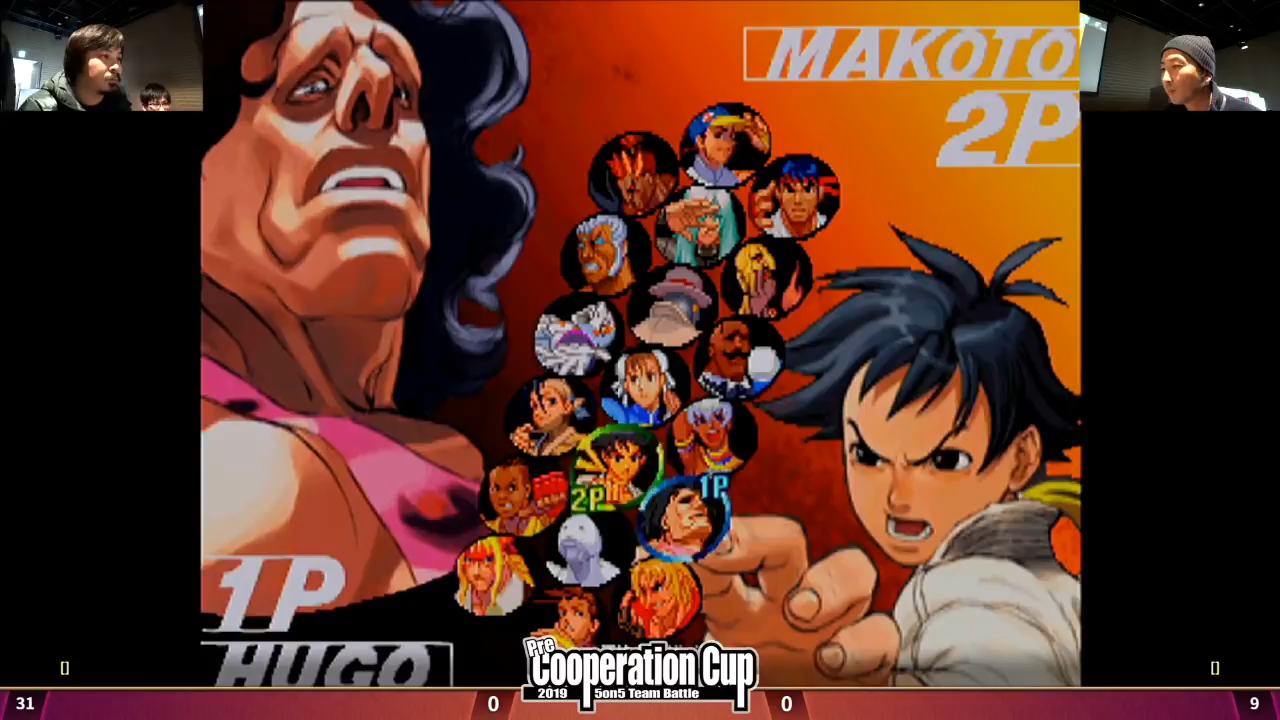 MAKOTO
2P
1P
2P
1P
HUGO
[]
[]
Pre
Cooperation Cup
2019 5on5 Team Battle
31
0
0
9